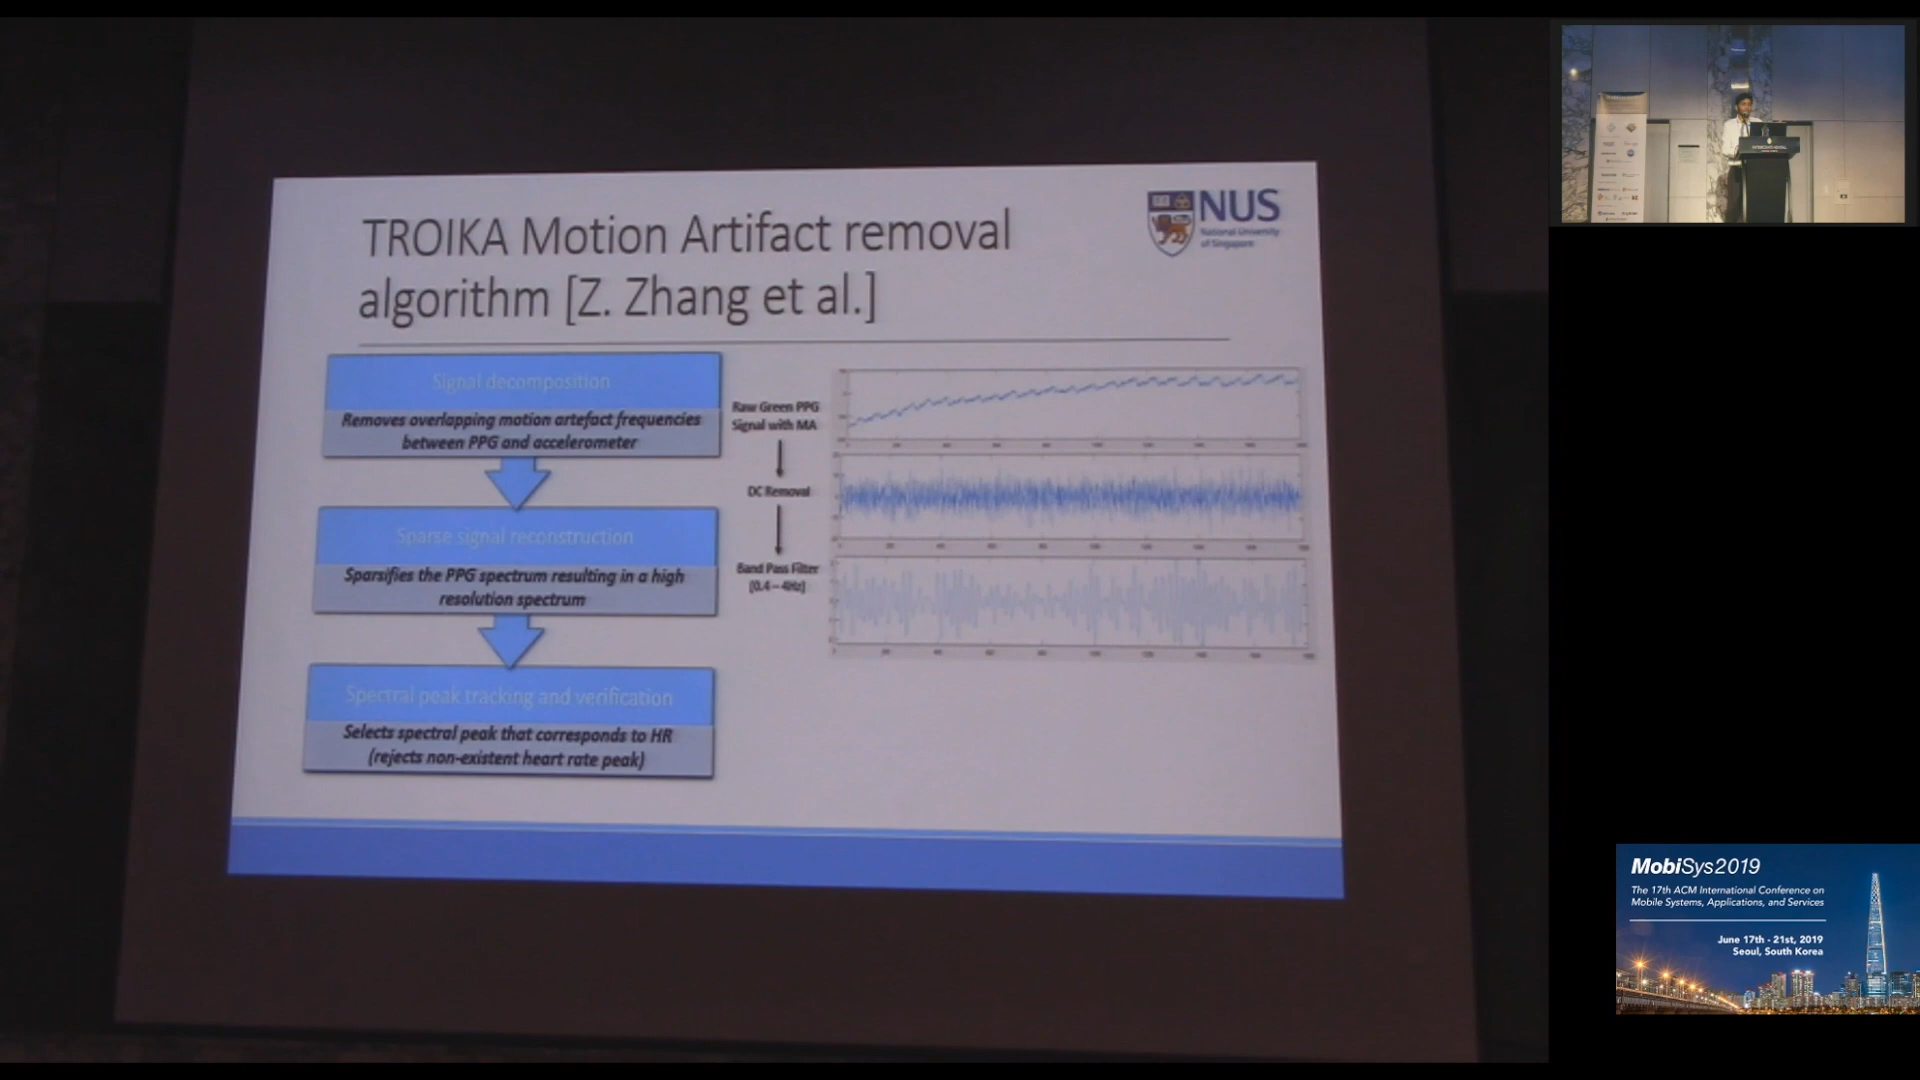 TROIKA Motion Artifact removal
algorithm [Z. Zhang et al.]
NUS
National University
of Singapore
Signal decomposition
Removes overlapping motion artefact frequencies
between PPG and accelerometer
Sparse signal reconstruction
Sparsifies the PPG spectrum resulting in a high
resolution spectrum
Spectral peak tracking and verification
Selects spectral peak that corresponds to HR
(rejects non-existent heart rate peak)
Raw Green PPG
Signal with MA
DC Removal
Band Pass Filter
(0.4 – 4Hz)
MobiSys2019
The 17th ACM International Conference on
Mobile Systems, Applications, and Services
June 17th - 21st, 2019
Seoul, South Korea